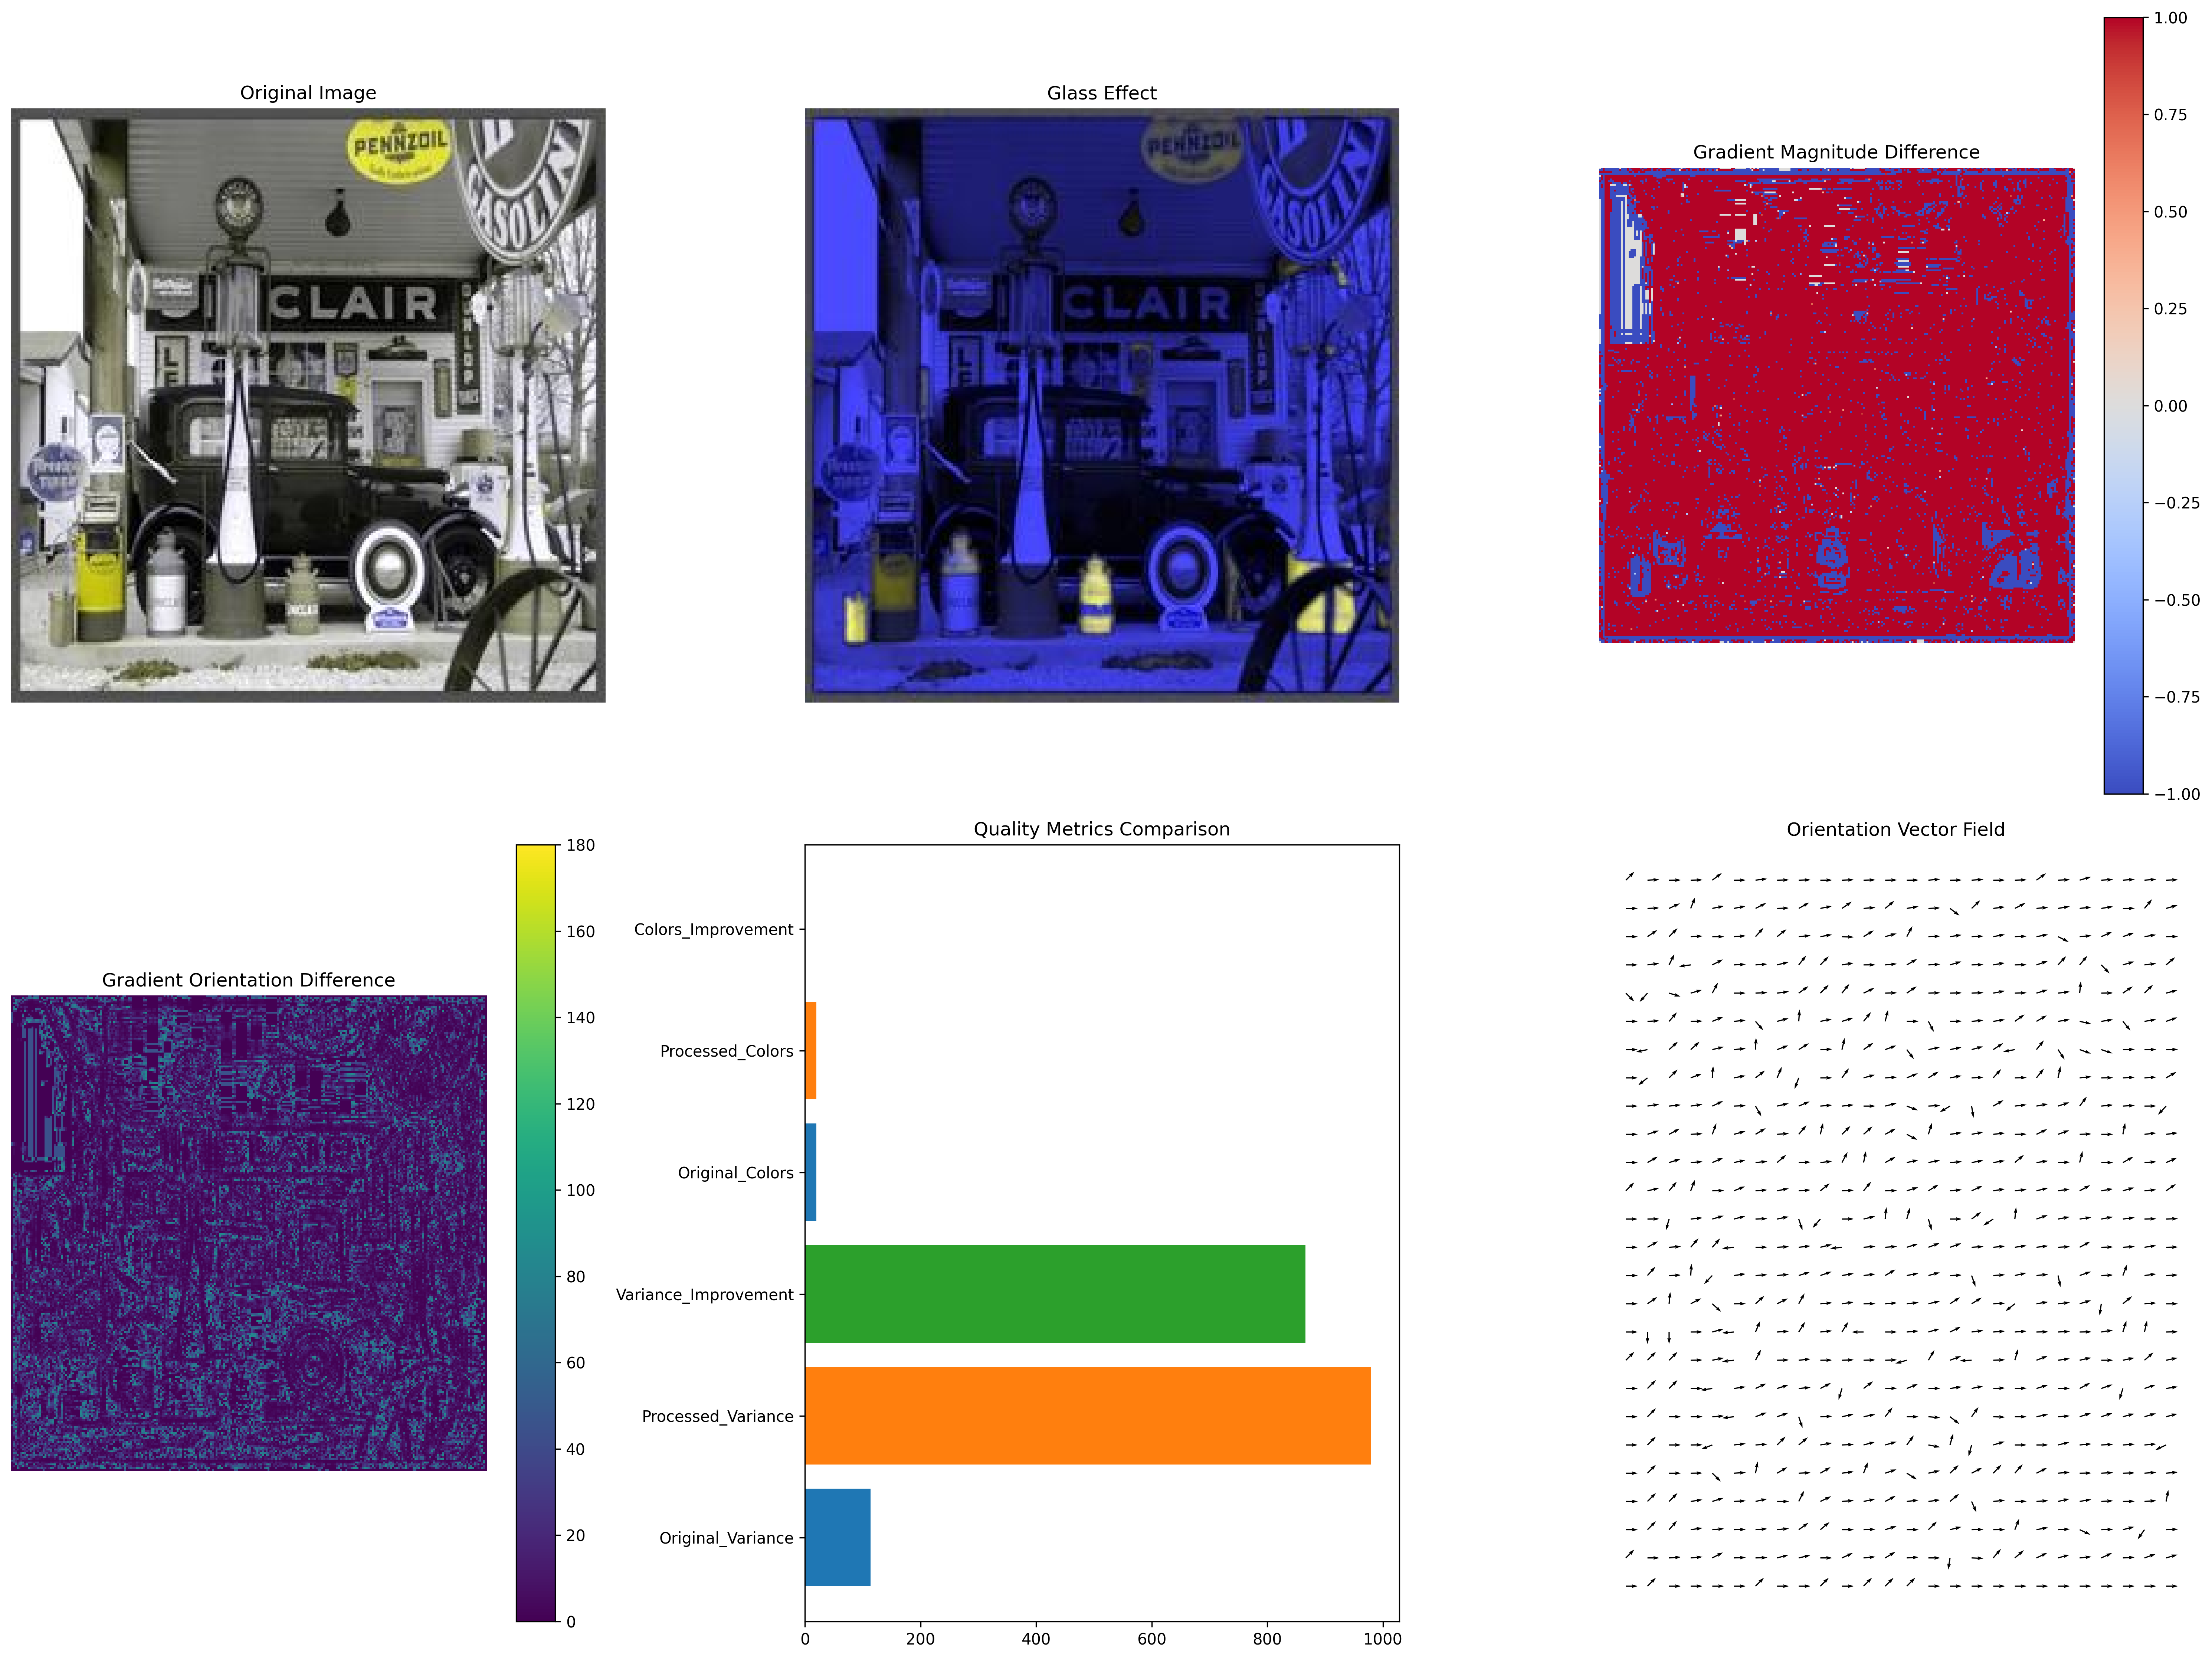 Original Image
PENNZOIL
Safe Lubrication
GASOLIN
CLAIR
DUNLOP
Glass Effect
PENNZOIL
GASOLIN
CLAIR
Gradient Magnitude Difference
1.00
0.75
0.50
0.25
0.00
−0.25
−0.50
−0.75
−1.00
Gradient Orientation Difference
180
160
140
120
100
80
60
40
20
0
Quality Metrics Comparison
Colors_Improvement
Processed_Colors
Original_Colors
Variance_Improvement
Processed_Variance
Original_Variance
0 200 400 600 800 1000
Orientation Vector Field